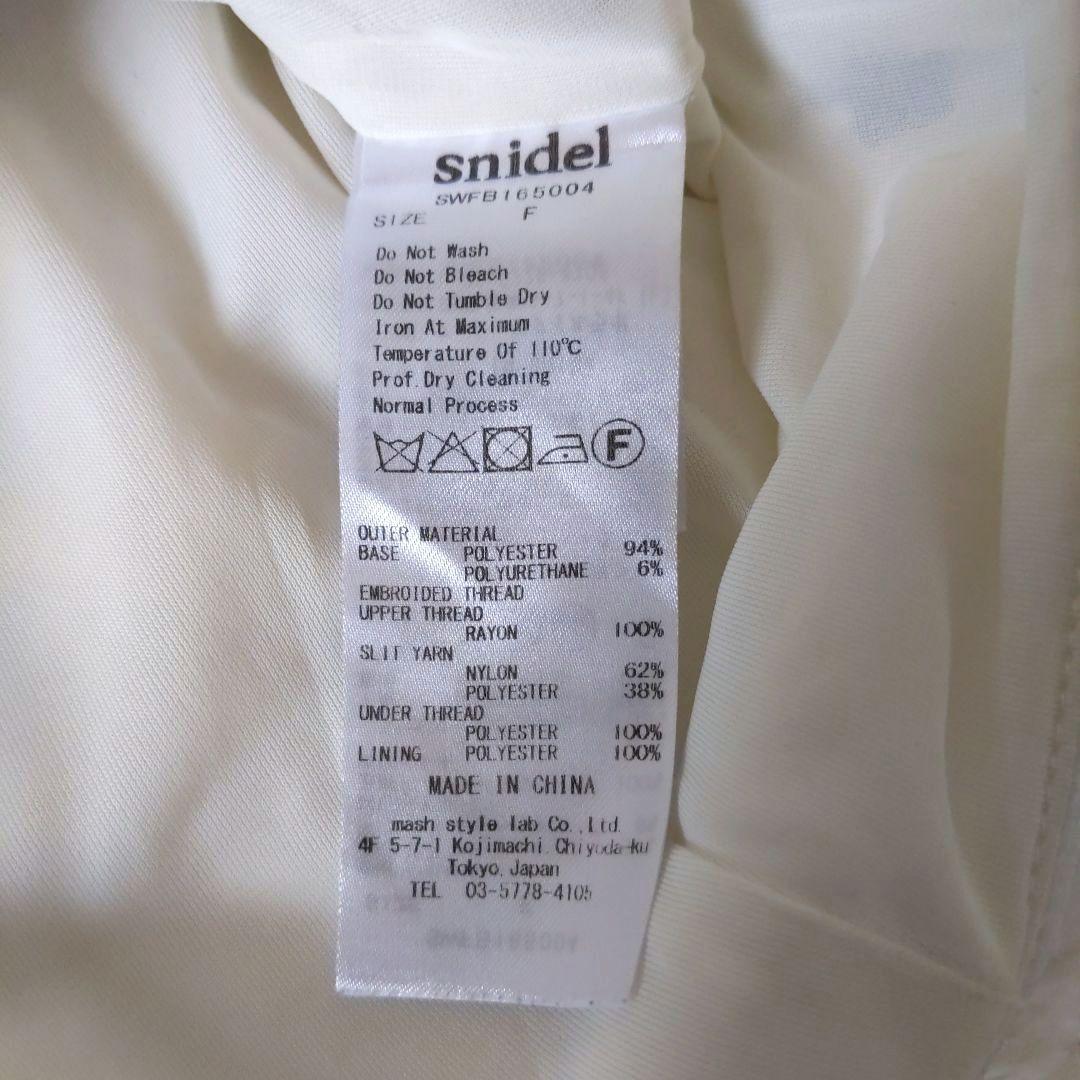 snidel
SWFB165004
SIZE F
Do Not Wash
Do Not Bleach
Do Not Tumble Dry
Iron At Maximum
Temperature Of 110℃
Prof.Dry Cleaning
Normal Process
F
OUTER MATERIAL
BASE POLYESTER 94%
POLYURETHANE 6%
EMBROIDED THREAD
UPPER THREAD
RAYON 100%
SLIT YARN
NYLON 62%
POLYESTER 38%
UNDER THREAD
POLYESTER 100%
LINING POLYESTER 100%
MADE IN CHINA
mash style lab Co.,Ltd.
4F 5-7-1 Kojimachi,Chiyoda-ku
Tokyo,Japan
TEL 03-5778-4105